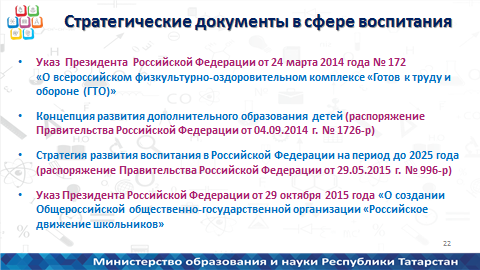 Стратегические документы в сфере воспитания
• Указ Президента Российской Федерации от 24 марта 2014 года № 172
«О всероссийском физкультурно-оздоровительном комплексе «Готов к труду и
обороне (ГТО)»
• Концепция развития дополнительного образования детей (распоряжение
Правительства Российской Федерации от 04.09.2014 г. № 1726-р)
• Стратегия развития воспитания в Российской Федерации на период до 2025 года
(распоряжение Правительства Российской Федерации от 29.05.2015 г. № 996-р)
• Указ Президента Российской Федерации от 29 октября 2015 года «О создании
Общероссийской общественно-государственной организации «Российское
движение школьников»
22
Министерство образования и науки Республики Татарстан